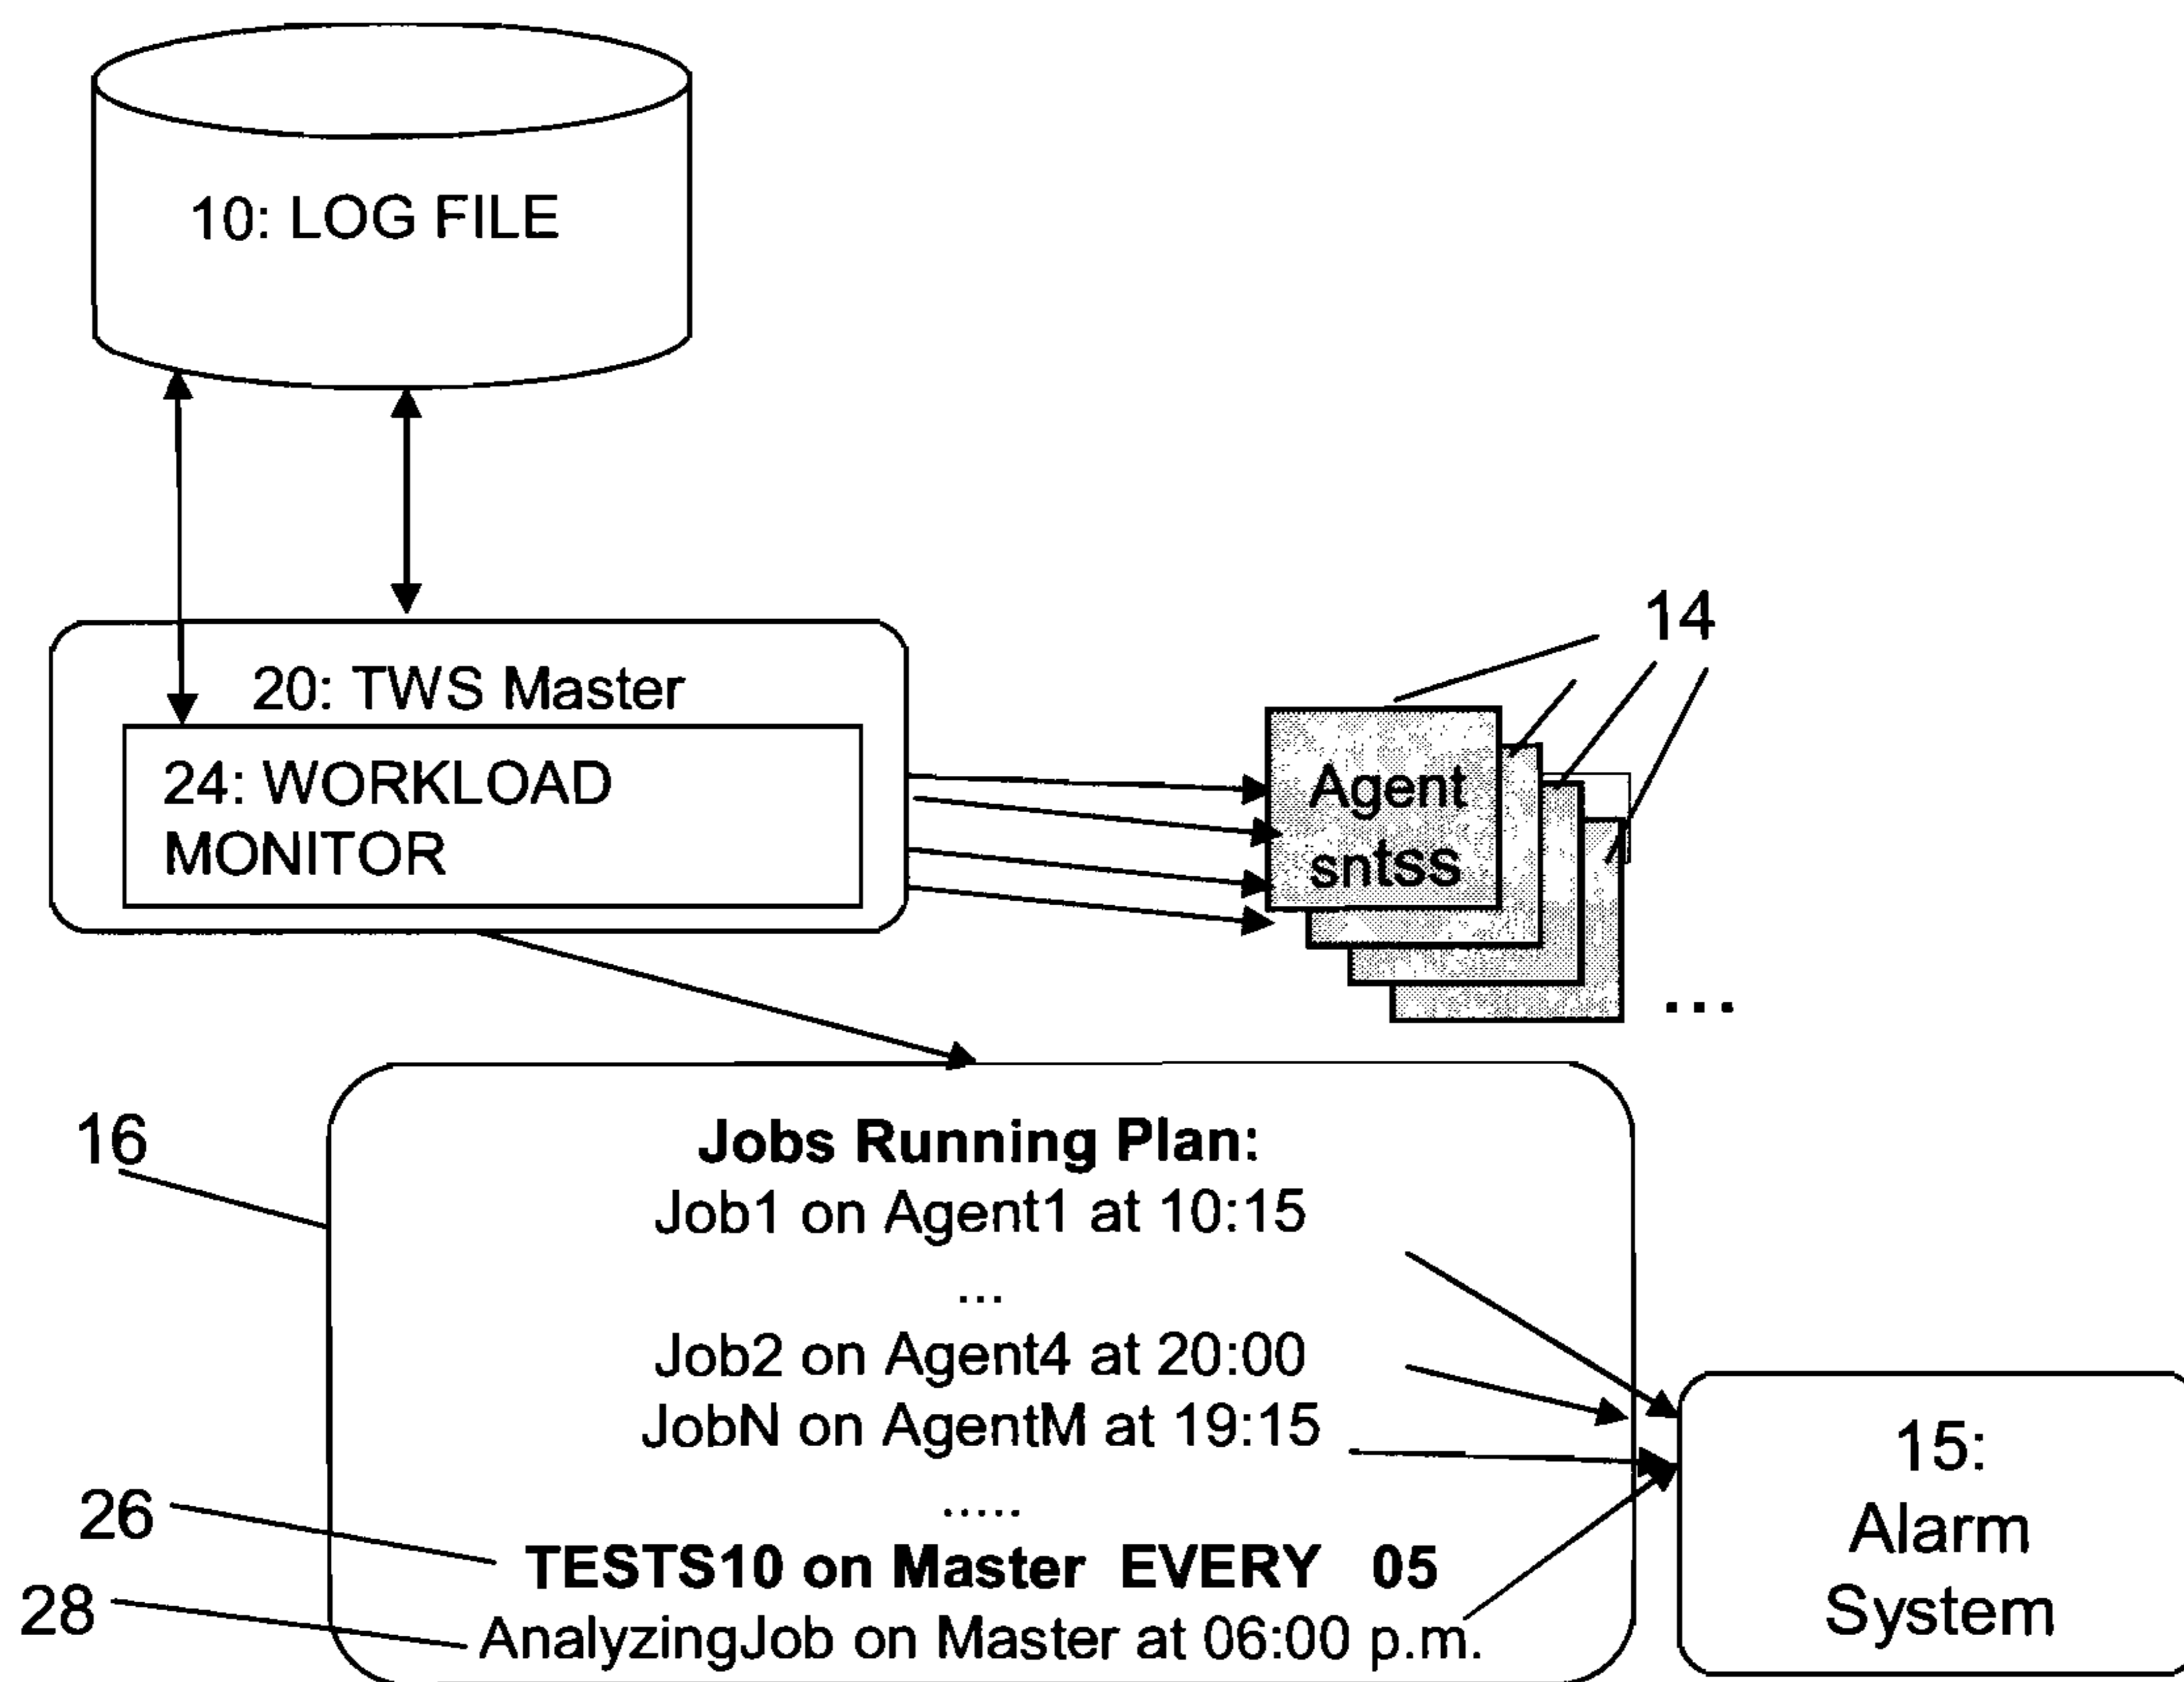 10: LOG FILE
20: TWS Master
24: WORKLOAD
MONITOR
14
Agent
sntss
...
16
Jobs Running Plan:
Job1 on Agent1 at 10:15
...
Job2 on Agent4 at 20:00
JobN on AgentM at 19:15
.....
26
TESTS10 on Master EVERY 05
28
AnalyzingJob on Master at 06:00 p.m.
15:
Alarm
System